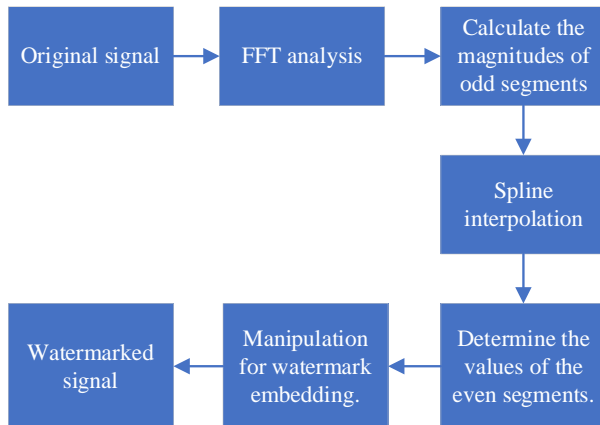 Original signal
FFT analysis
Calculate the
magnitudes of
odd segments
Spline
interpolation
Determine the
values of the
even segments.
Manipulation
for watermark
embedding.
Watermarked
signal